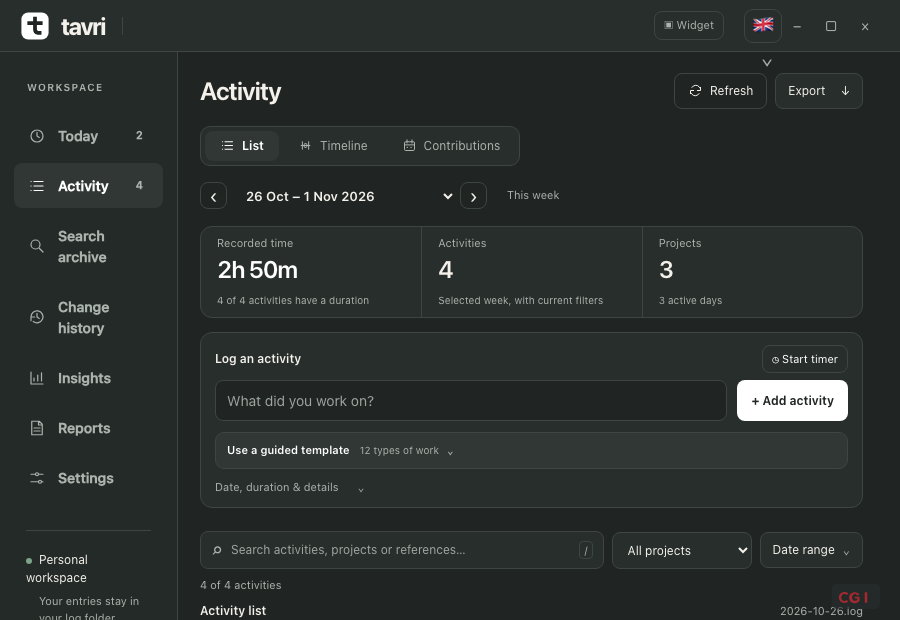 tavri
Widget
WORKSPACE
Today 2
Activity 4
Search
archive
Change
history
Insights
Reports
Settings
Personal
workspace
Your entries stay in
your log folder
Activity
Refresh
Export ↓
List
Timeline
Contributions
26 Oct – 1 Nov 2026
This week
Recorded time
2h 50m
4 of 4 activities have a duration
Activities
4
Selected week, with current filters
Projects
3
3 active days
Log an activity
Start timer
What did you work on?
+ Add activity
Use a guided template 12 types of work
Date, duration & details
Search activities, projects or references... /
All projects
Date range
4 of 4 activities
Activity list
2026-10-26.log
CGI